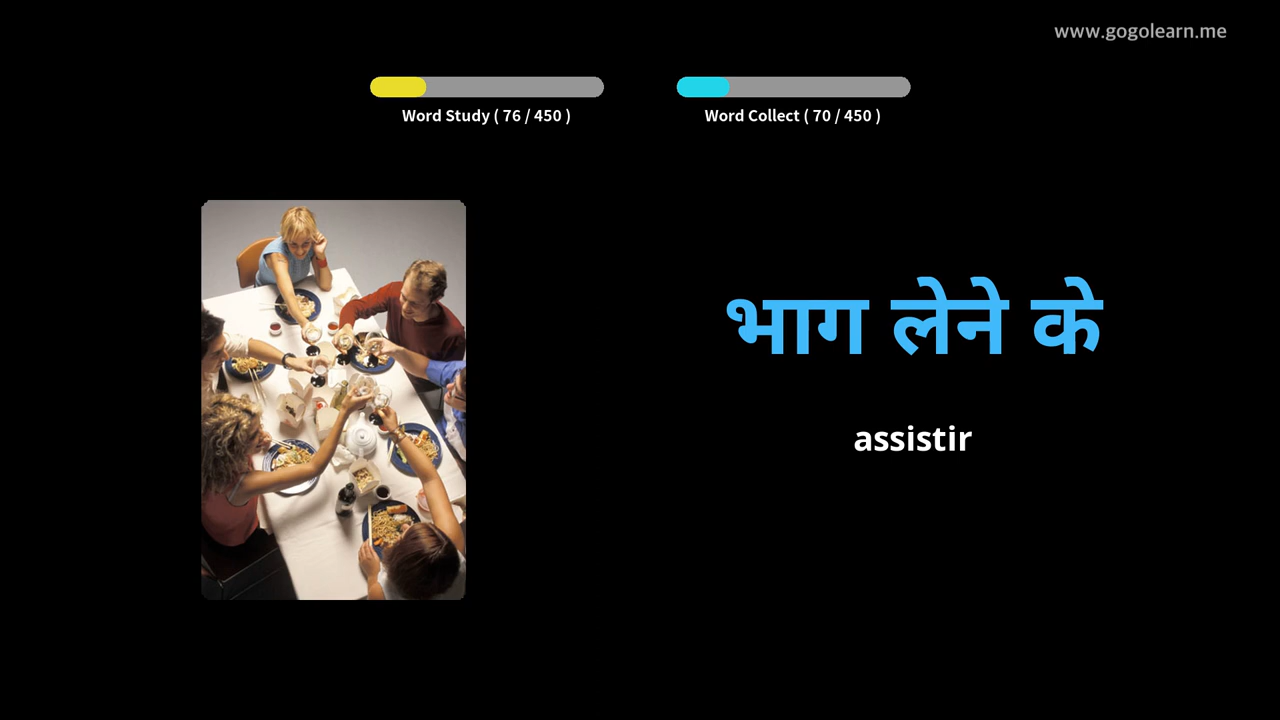 www.gogolearn.me
Word Study ( 76 / 450 )
Word Collect ( 70 / 450 )
भाग लेने के
assistir